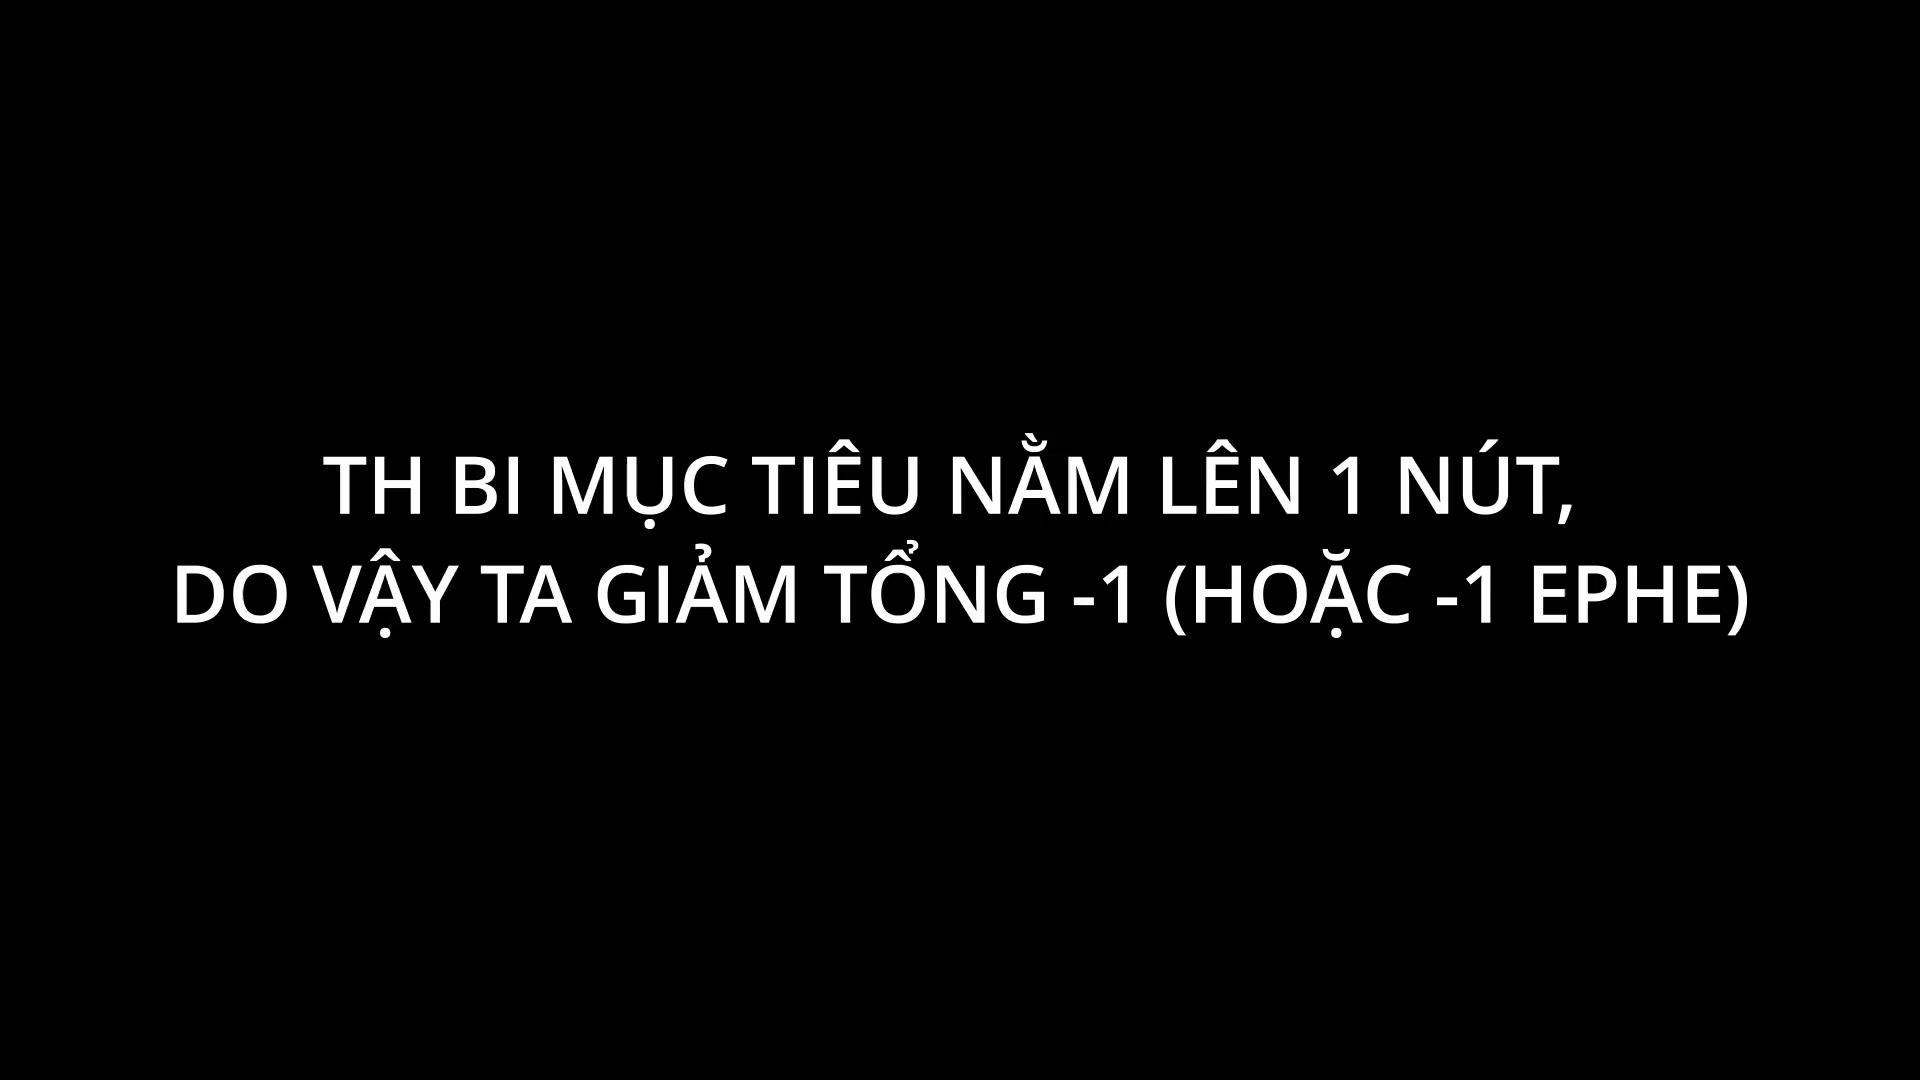 TH BI MỤC TIÊU NẰM LÊN 1 NÚT,
DO VẬY TA GIẢM TỔNG -1 (HOẶC -1 EPHE)